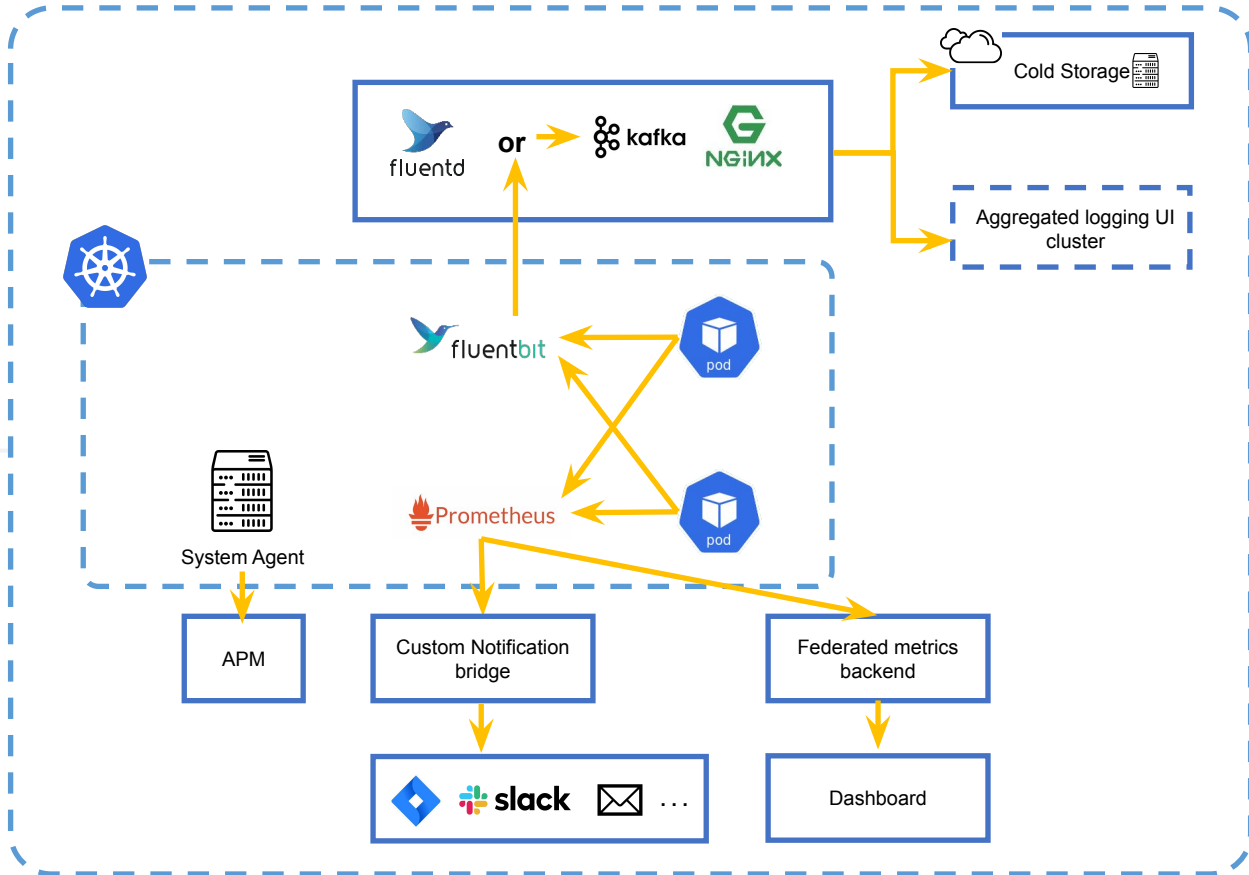 Cold Storage
fluentd
or
kafka
NGINX
Aggregated logging UI
cluster
fluentbit
pod
Prometheus
pod
System Agent
APM
Custom Notification
bridge
Federated metrics
backend
slack
...
Dashboard